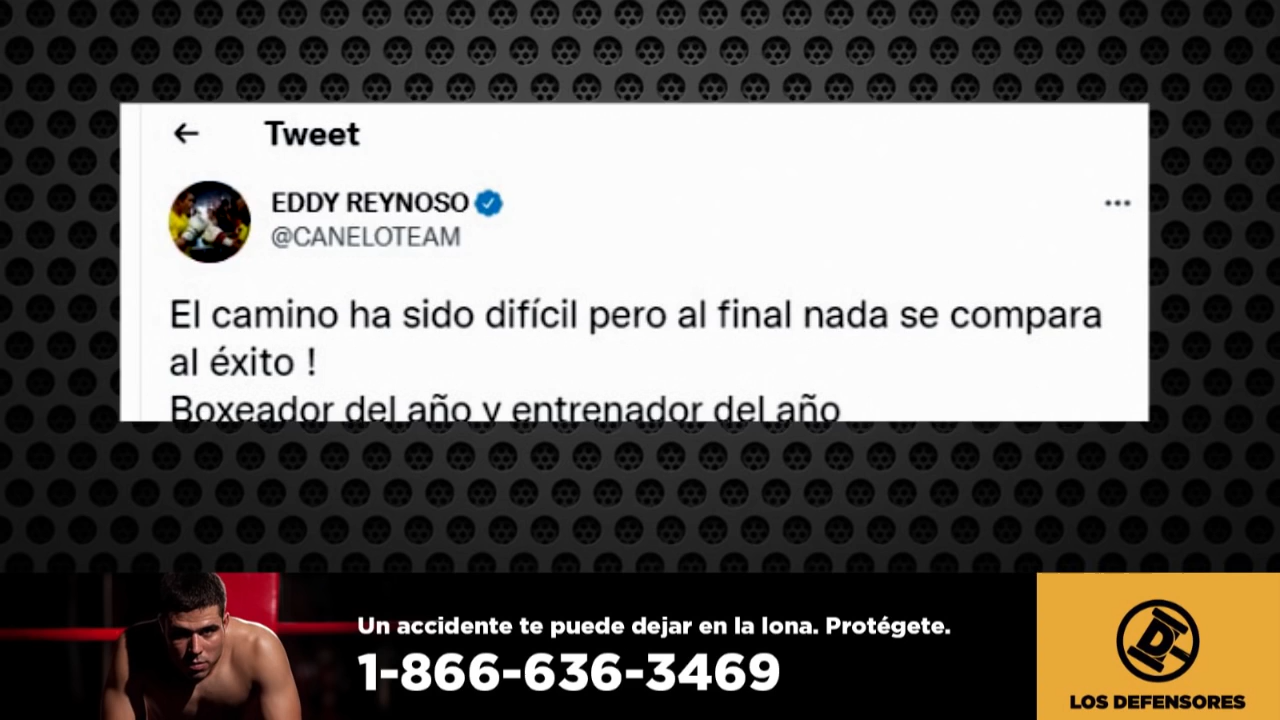 Tweet
EDDY REYNOSO
@CANELOTEAM
El camino ha sido difícil pero al final nada se compara
al éxito !
Boxeador del año y entrenador del año
Un accidente te puede dejar en la lona. Protégete.
1-866-636-3469
LOS DEFENSORES